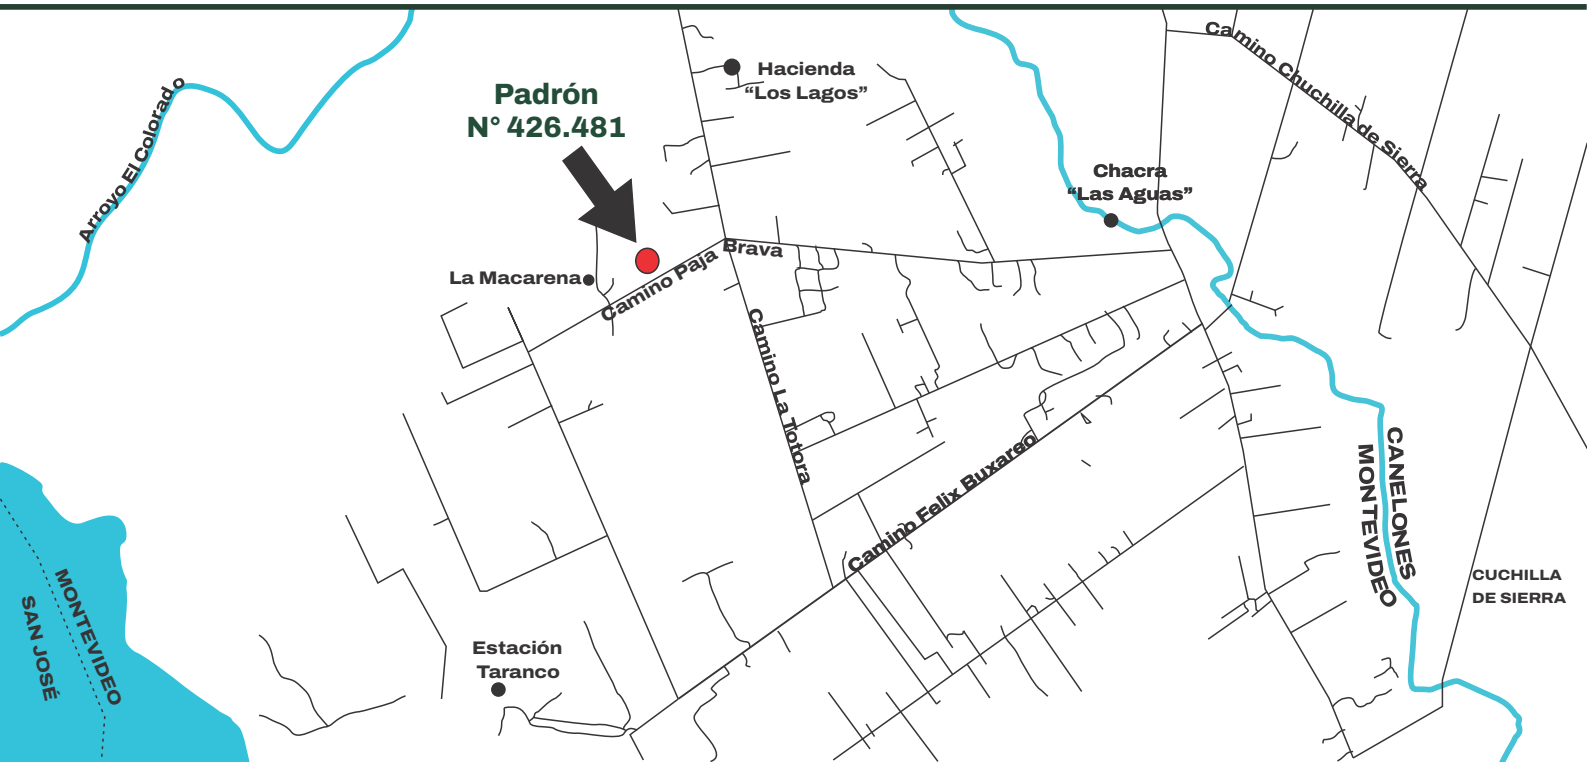 Camino Chuchilla de Sierra
Hacienda
“Los Lagos”
Padrón
N° 426.481
Arroyo El Colorado
Chacra
“Las Aguas”
La Macarena
Camino Paja Brava
Camino La Totora
Camino Felix Buxareo
CANELONES
MONTEVIDEO
CUCHILLA
DE SIERRA
MONTEVIDEO
SAN JOSÉ
Estación
Taranco